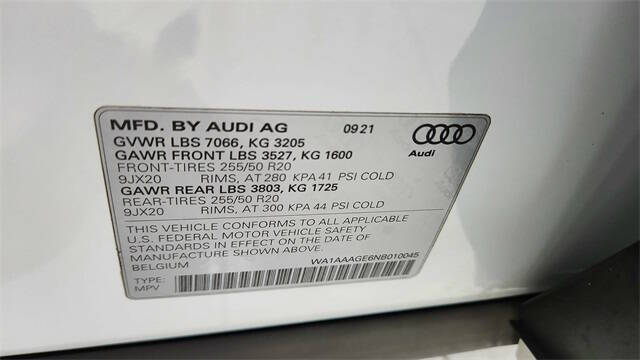 MFD. BY AUDI AG 09 21
GVWR LBS 7066, KG 3205
GAWR FRONT LBS 3527, KG 1600
FRONT-TIRES 255/50 R20
9JX20 RIMS, AT 280 KPA 41 PSI COLD
GAWR REAR LBS 3803, KG 1725
REAR-TIRES 255/50 R20
9JX20 RIMS, AT 300 KPA 44 PSI COLD
Audi
THIS VEHICLE CONFORMS TO ALL APPLICABLE
U.S. FEDERAL MOTOR VEHICLE SAFETY
STANDARDS IN EFFECT ON THE DATE OF
MANUFACTURE SHOWN ABOVE.
BELGIUM WA1AAAGE6NB010045
TYPE:
MPV